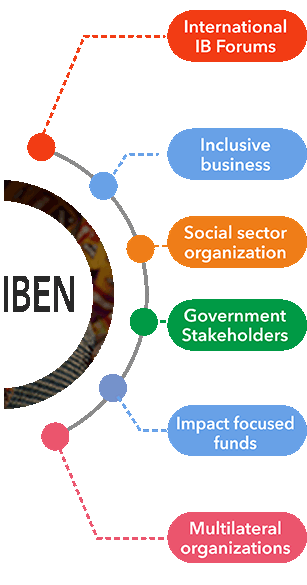 International
IB Forums
Inclusive
business
Social sector
organization
IBEN
Government
Stakeholders
Impact focused
funds
Multilateral
organizations